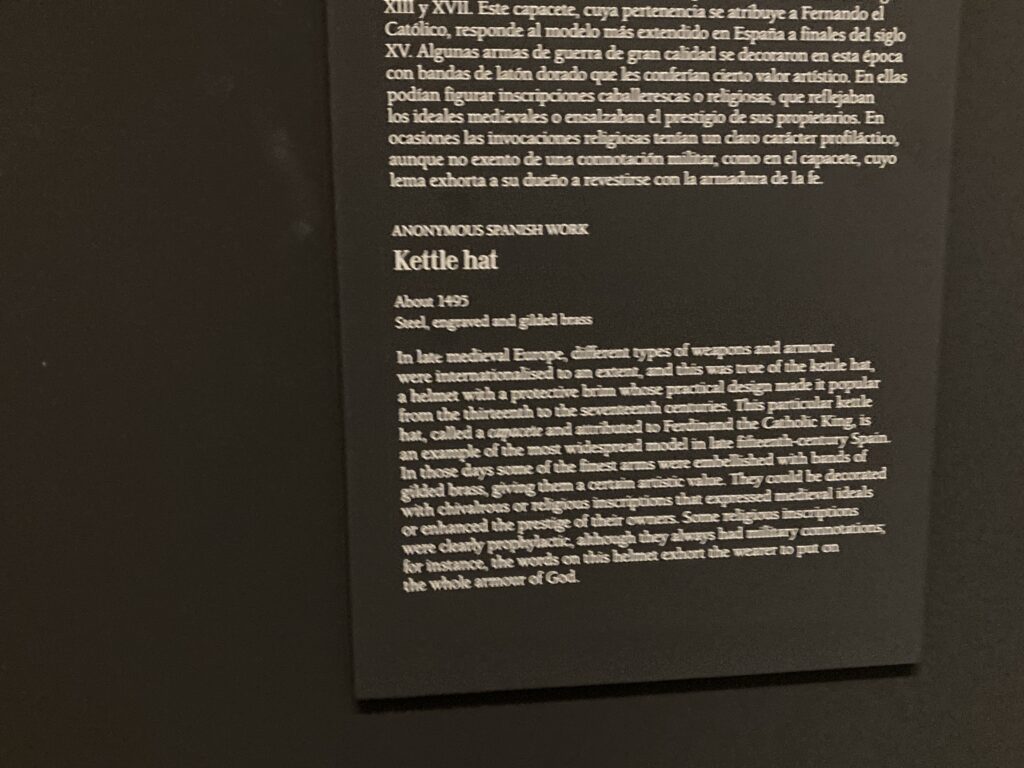 XIII y XVII. Este capacete, cuya pertenencia se atribuye a Fernando el
Católico, responde al modelo más extendido en España a finales del siglo
XV. Algunas armas de guerra de gran calidad se decoraron en esta época
con bandas de latón dorado que les conferían cierto valor artístico. En ellas
podían figurar inscripciones caballerescas o religiosas, que reflejaban
los ideales medievales o ensalzaban el prestigio de sus propietarios. En
ocasiones las invocaciones religiosas tenían un claro carácter profiláctico,
aunque no exento de una connotación militar, como en el capacete, cuyo
lema exhorta a su dueño a revestirse con la armadura de la fe.
ANONYMOUS SPANISH WORK
Kettle hat
About 1495
Steel, engraved and gilded brass
In late medieval Europe, different types of weapons and armour
were internationalised to an extent, and this was true of the kettle hat,
a helmet with a protective brim whose practical design made it popular
from the thirteenth to the seventeenth centuries. This particular kettle
hat, called a capacete and attributed to Ferdinand the Catholic King, is
an example of the most widespread model in late fifteenth-century Spain.
In those days some of the finest arms were embellished with bands of
gilded brass, giving them a certain artistic value. They could be decorated
with chivalrous or religious inscriptions that expressed medieval ideals
or enhanced the prestige of their owners. Some religious inscriptions
were clearly prophylactic, although they always had military connotations;
for instance, the words on this helmet exhort the wearer to put on
the whole armour of God.